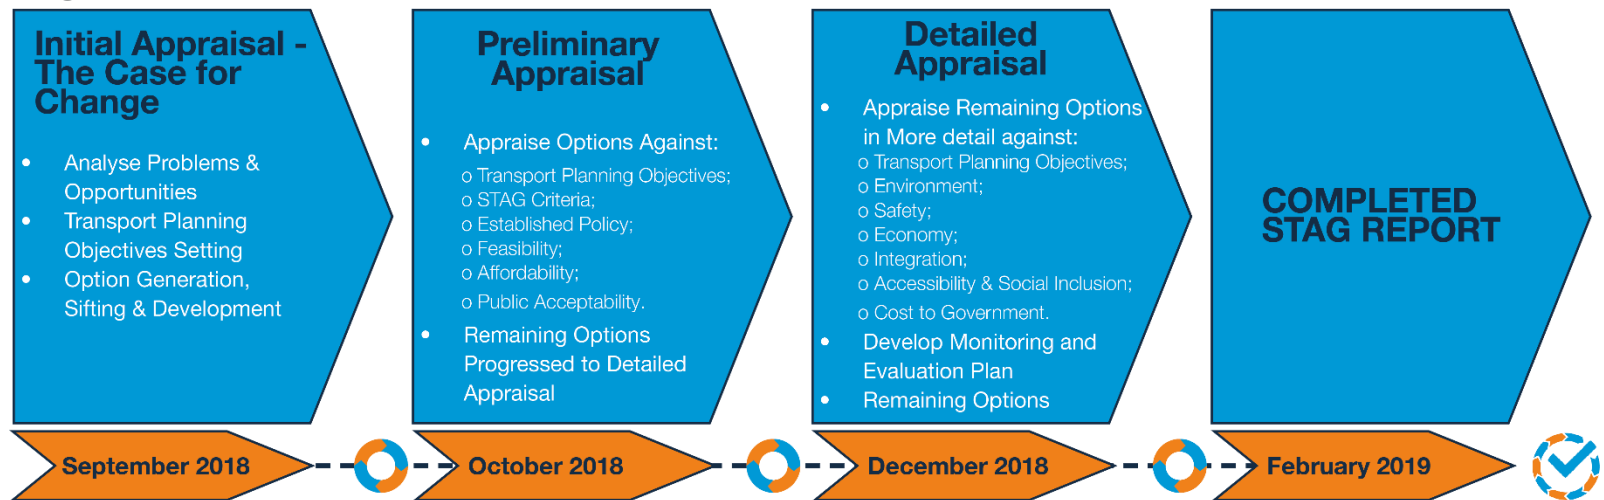 Initial Appraisal -
The Case for
Change
• Analyse Problems &
Opportunities
• Transport Planning
Objectives Setting
• Option Generation,
Sifting & Development
Preliminary
Appraisal
• Appraise Options Against:
o Transport Planning Objectives;
o STAG Criteria;
o Established Policy;
o Feasibility;
o Affordability;
o Public Acceptability.
• Remaining Options
Progressed to Detailed
Appraisal
Detailed
Appraisal
• Appraise Remaining Options
in More detail against:
o Transport Planning Objectives;
o Environment;
o Safety;
o Economy;
o Integration;
o Accessibility & Social Inclusion;
o Cost to Government.
• Develop Monitoring and
Evaluation Plan
• Remaining Options
COMPLETED
STAG REPORT
September 2018
October 2018
December 2018
February 2019